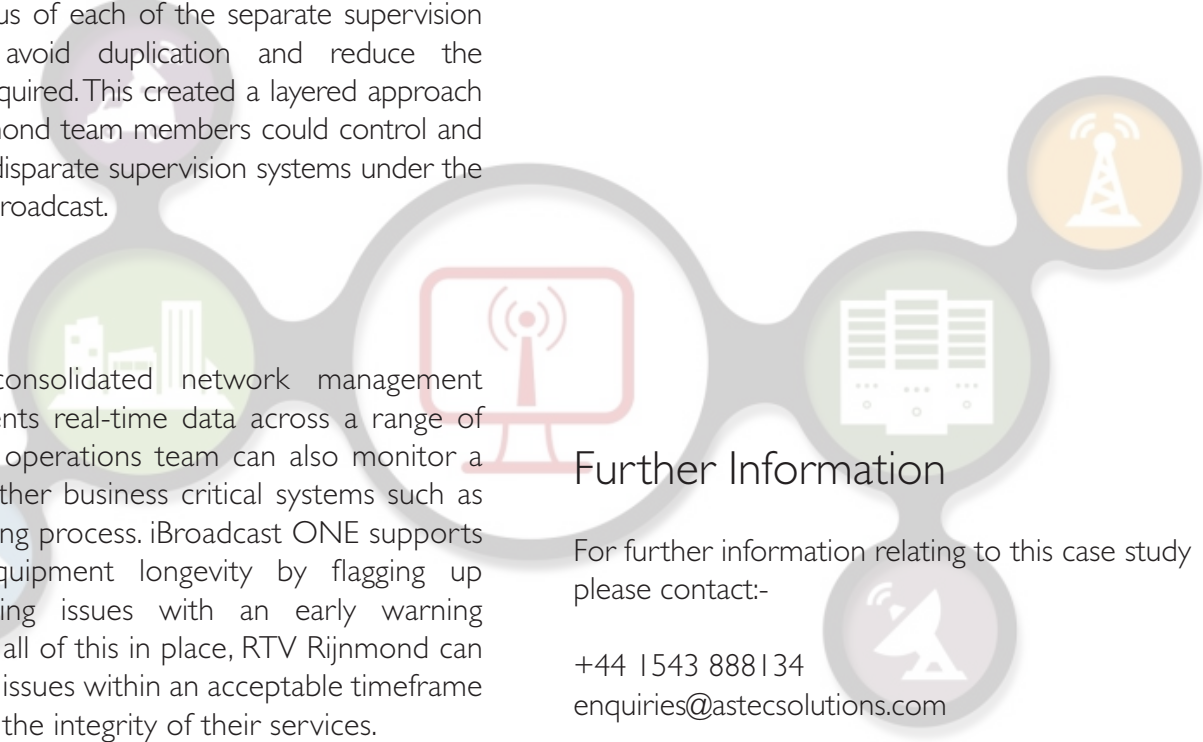 us of each of the separate supervision
avoid duplication and reduce the
quired. This created a layered approach
ond team members could control and
disparate supervision systems under the
roadcast.
consolidated network management
ents real-time data across a range of
operations team can also monitor a
ther business critical systems such as
ng process. iBroadcast ONE supports
quipment longevity by flagging up
ing issues with an early warning
all of this in place, RTV Rijnmond can
issues within an acceptable timeframe
the integrity of their services.
Further Information
For further information relating to this case study
please contact:-
+44 1543 888134
enquiries@astecsolutions.com